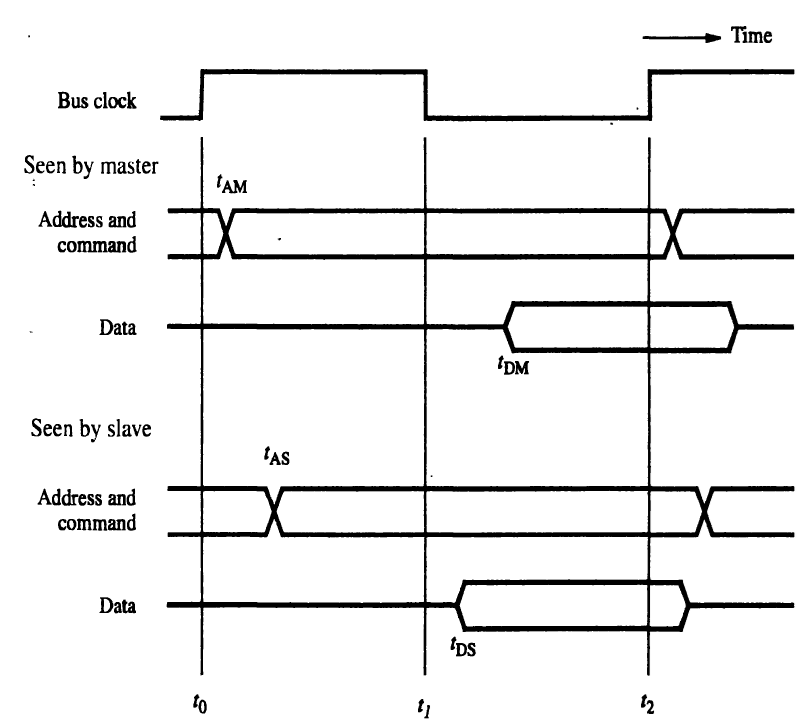 Time
Bus clock
Seen by master
tAM
Address and
command
Data
tDM
Seen by slave
tAS
Address and
command
Data
tDS
t0
t1
t2